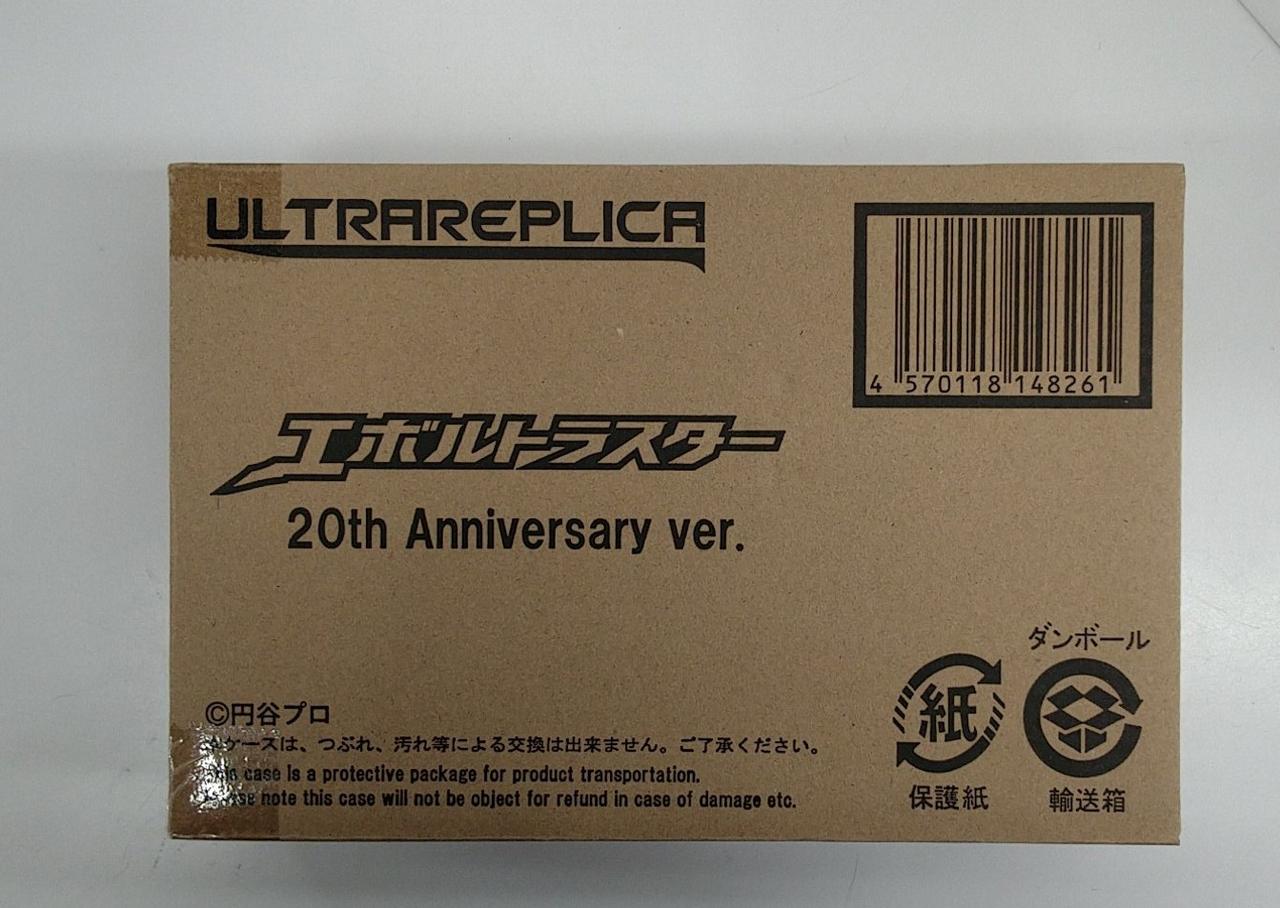 ULTRAREPLICA
4 570118 148261
エボルトラスター
20th Anniversary ver.
ダンボール
紙
保護紙
輸送箱
©円谷プロ
ケースは、つぶれ、汚れ等による交換は出来ません。ご了承ください。
This case is a protective package for product transportation.
Please note this case will not be object for refund in case of damage etc.